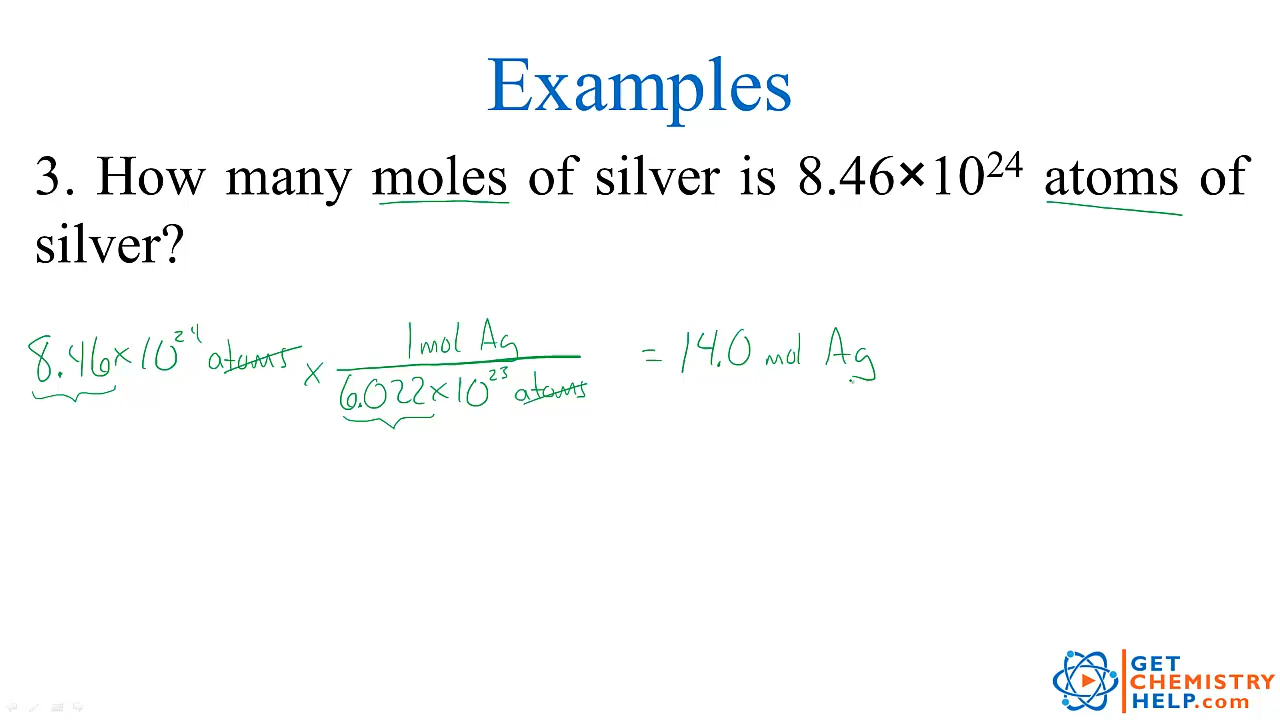 Examples
3. How many moles of silver is 8.46×10²⁴ atoms of
silver?
8.46×10²⁴ atoms × 1 mol Ag / 6.022×10²³ atoms = 14.0 mol Ag
GET
CHEMISTRY
HELP.com